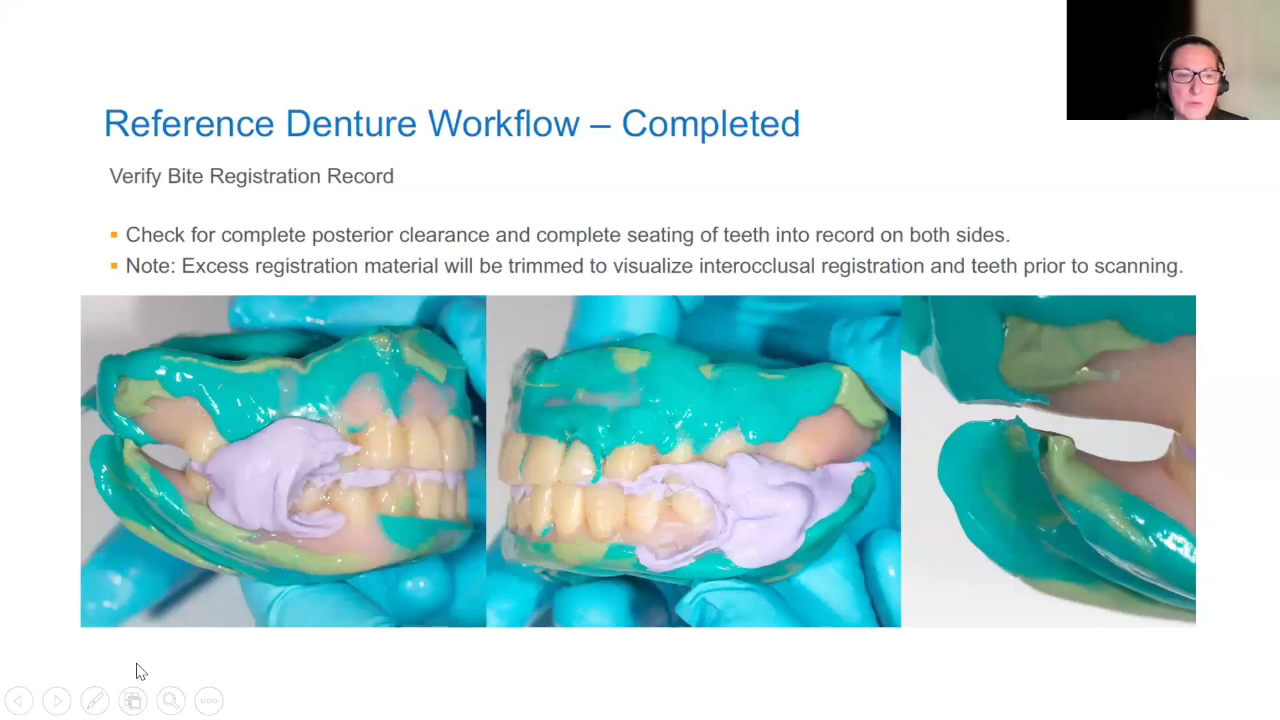 Reference Denture Workflow – Completed
Verify Bite Registration Record
Check for complete posterior clearance and complete seating of teeth into record on both sides.
Note: Excess registration material will be trimmed to visualize interocclusal registration and teeth prior to scanning.